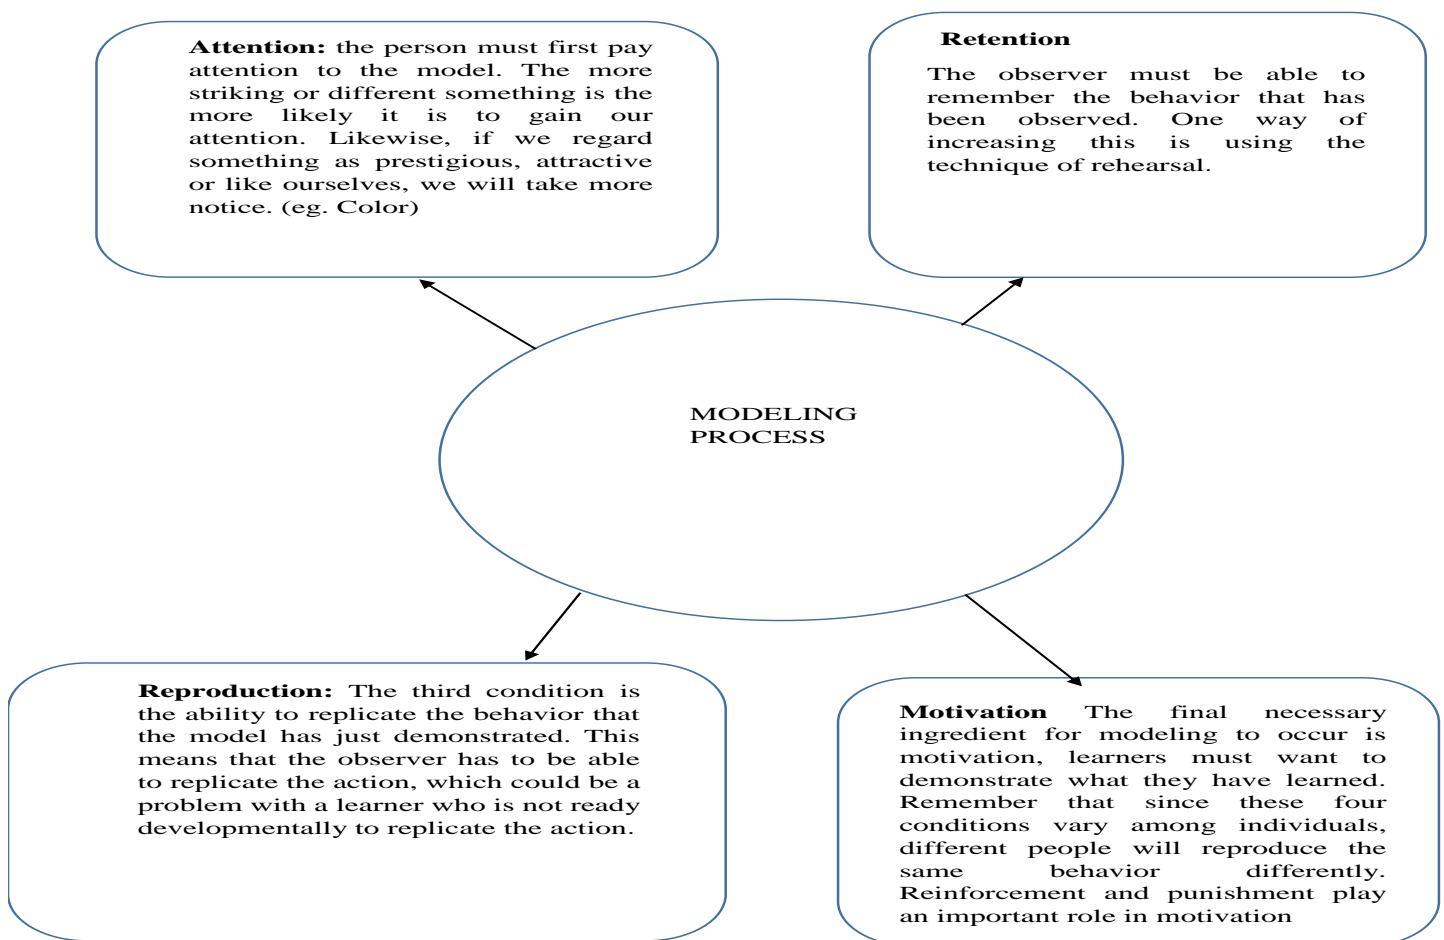 Attention: the person must first pay
attention to the model. The more
striking or different something is the
more likely it is to gain our
attention. Likewise, if we regard
something as prestigious, attractive
or like ourselves, we will take more
notice. (eg. Color)
Retention
The observer must be able to
remember the behavior that has
been observed. One way of
increasing this is using the
technique of rehearsal.
MODELING
PROCESS
Reproduction: The third condition is
the ability to replicate the behavior that
the model has just demonstrated. This
means that the observer has to be able
to replicate the action, which could be a
problem with a learner who is not ready
developmentally to replicate the action.
Motivation The final necessary
ingredient for modeling to occur is
motivation, learners must want to
demonstrate what they have learned.
Remember that since these four
conditions vary among individuals,
different people will reproduce the
same behavior differently.
Reinforcement and punishment play
an important role in motivation